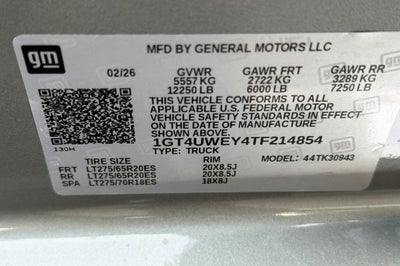 gm
MFD BY GENERAL MOTORS LLC
02/26 GVWR GAWR FRT GAWR RR
5557 KG 2722 KG 3289 KG
12250 LB 6000 LB 7250 LB
THIS VEHICLE CONFORMS TO ALL
APPLICABLE U.S. FEDERAL MOTOR
VEHICLE SAFETY STANDARDS IN EFFECT
ON THE DATE OF MANUFACTURE
SHOWN ABOVE.
1GT4UWEY4TF214854
TYPE: TRUCK
130H
TIRE SIZE RIM MODEL: 44TK30943
FRT LT275/65R20ES 20X8.5J
RR LT275/65R20ES 20X8.5J
SPA LT275/70R18ES 18X8J